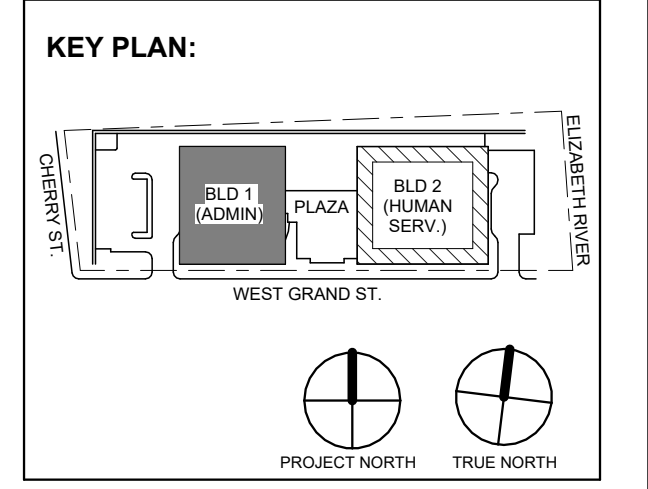 KEY PLAN:
CHERRY ST.
BLD 1
(ADMIN)
PLAZA
BLD 2
(HUMAN
SERV.)
ELIZABETH RIVER
WEST GRAND ST.
PROJECT NORTH
TRUE NORTH